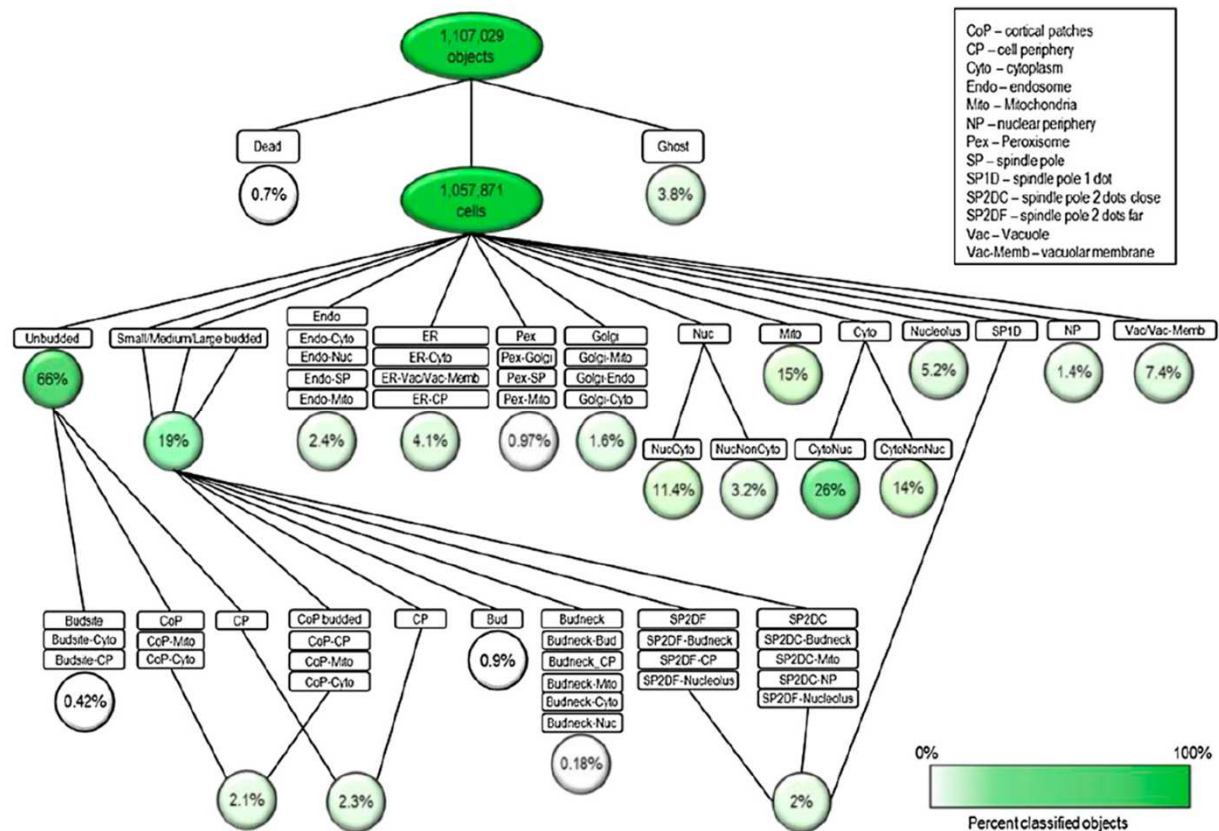 1,107,029
objects
CoP – cortical patches
CP – cell periphery
Cyto – cytoplasm
Endo – endosome
Mito – Mitochondria
NP – nuclear periphery
Pex – Peroxisome
SP – spindle pole
SP1D – spindle pole 1 dot
SP2DC – spindle pole 2 dots close
SP2DF – spindle pole 2 dots far
Vac – Vacuole
Vac-Memb – vacuolar membrane
Dead
0.7%
1,057,871
cells
Ghost
3.8%
Unbudded
66%
Small/Medium/Large budded
19%
Endo
Endo-Cyto
Endo-Nuc
Endo-SP
Endo-Mito
2.4%
ER
ER-Cyto
ER-Vac/Vac-Memb
ER-CP
4.1%
Pex
Pex-Golgi
Pex-SP
Pex-Mito
0.97%
Golgi
Golgi-Mito
Golgi-Endo
Golgi-Cyto
1.6%
Nuc
NucCyto
11.4%
NucNonCyto
3.2%
Mito
15%
Cyto
CytoNuc
26%
CytoNonNuc
14%
Nucleolus
5.2%
SP1D
NP
1.4%
Vac/Vac-Memb
7.4%
Budsite
Budsite-Cyto
Budsite-CP
0.42%
CoP
CoP-Mito
CoP-Cyto
CP
CoP budded
CoP-CP
CoP-Mito
CoP-Cyto
CP
Bud
0.9%
Budneck
Budneck-Bud
Budneck_CP
Budneck-Mito
Budneck-Cyto
Budneck-Nuc
0.18%
SP2DF
SP2DF-Budneck
SP2DF-CP
SP2DF-Nucleolus
SP2DC
SP2DC-Budneck
SP2DC-Mito
SP2DC-NP
SP2DF-Nucleolus
2.1%
2.3%
2%
0%
100%
Percent classified objects